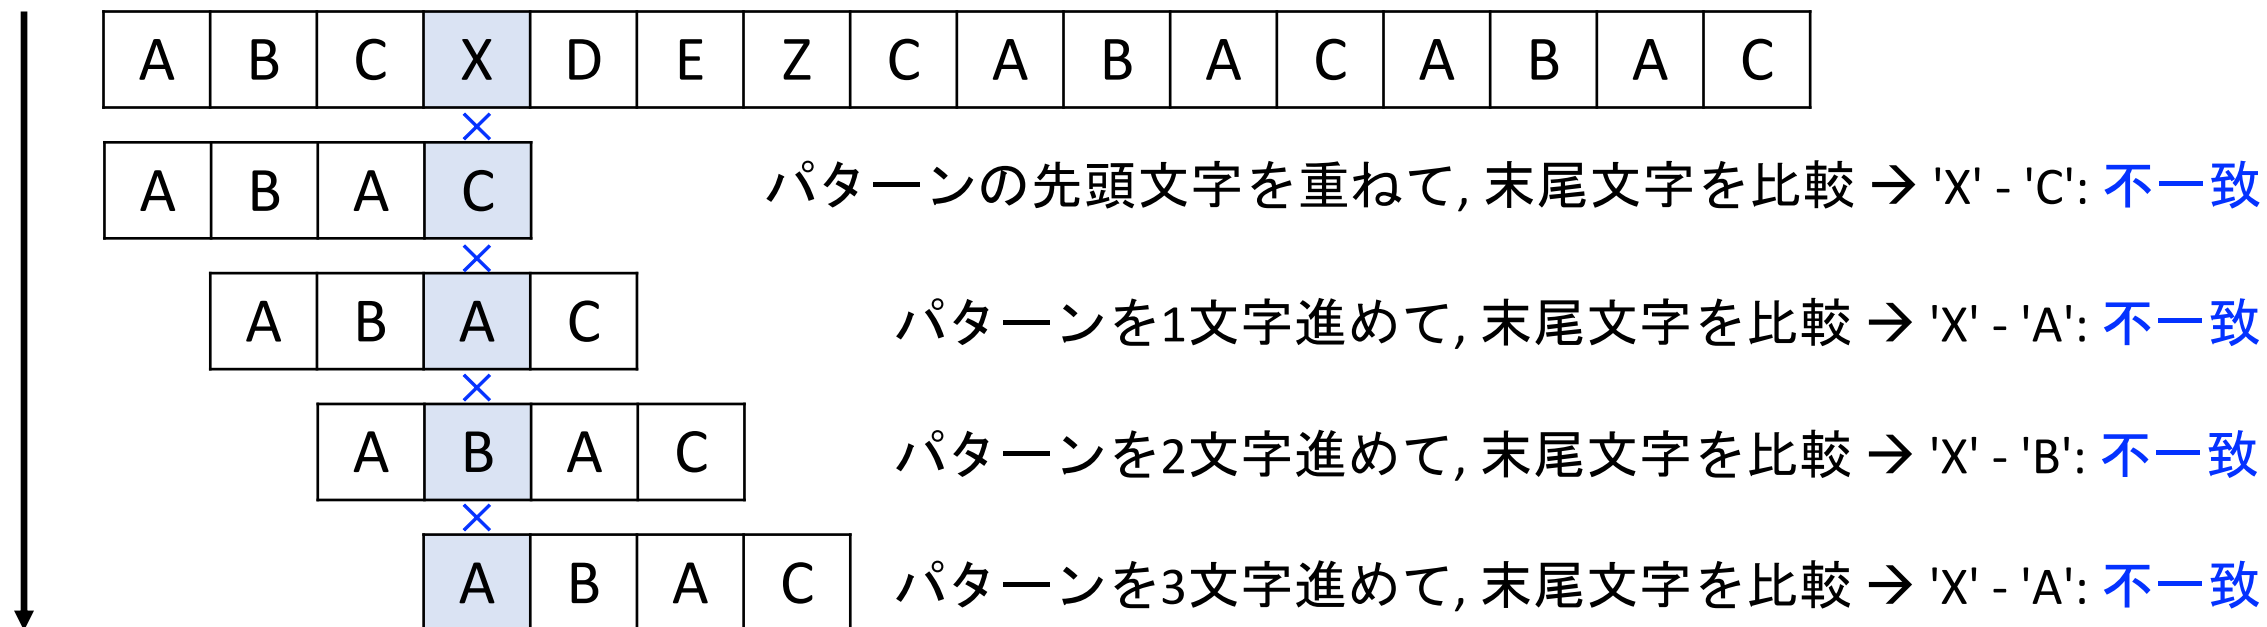 A B C X D E Z C A B A C A B A C
×
A B A C パターンの先頭文字を重ねて, 末尾文字を比較 → 'X' - 'C': 不一致
×
A B A C パターンを1文字進めて, 末尾文字を比較 → 'X' - 'A': 不一致
×
A B A C パターンを2文字進めて, 末尾文字を比較 → 'X' - 'B': 不一致
×
A B A C パターンを3文字進めて, 末尾文字を比較 → 'X' - 'A': 不一致